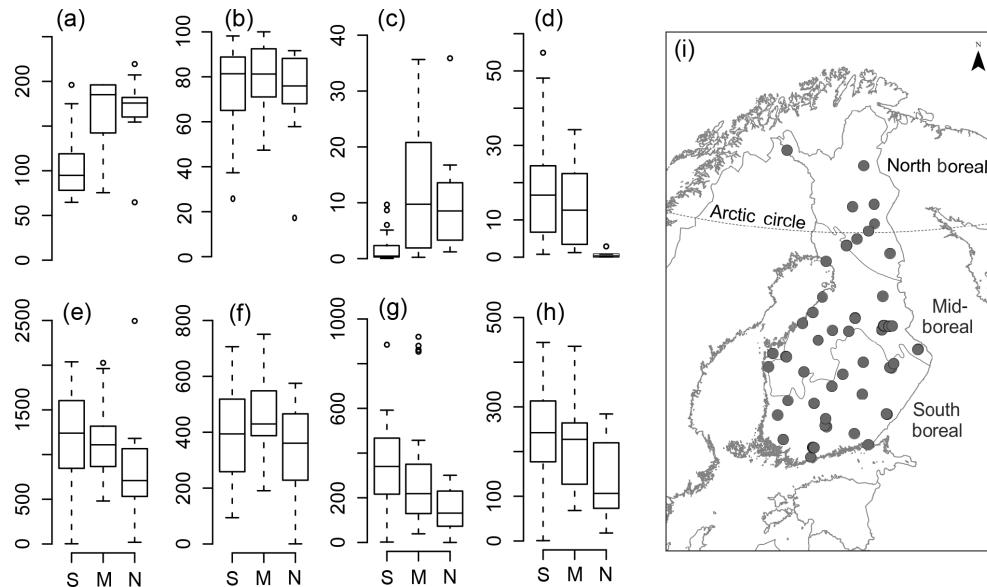 (a)
0 50 100 200
(b)
0 20 40 60 80 100
(c)
0 10 20 30 40
(d)
0 10 30 50
(e)
0 500 1500 2500
S M N
(f)
0 200 400 600 800
S M N
(g)
0 200 600 1000
S M N
(h)
0 100 300 500
S M N
(i)
N
North boreal
Arctic circle
Mid-
boreal
South
boreal